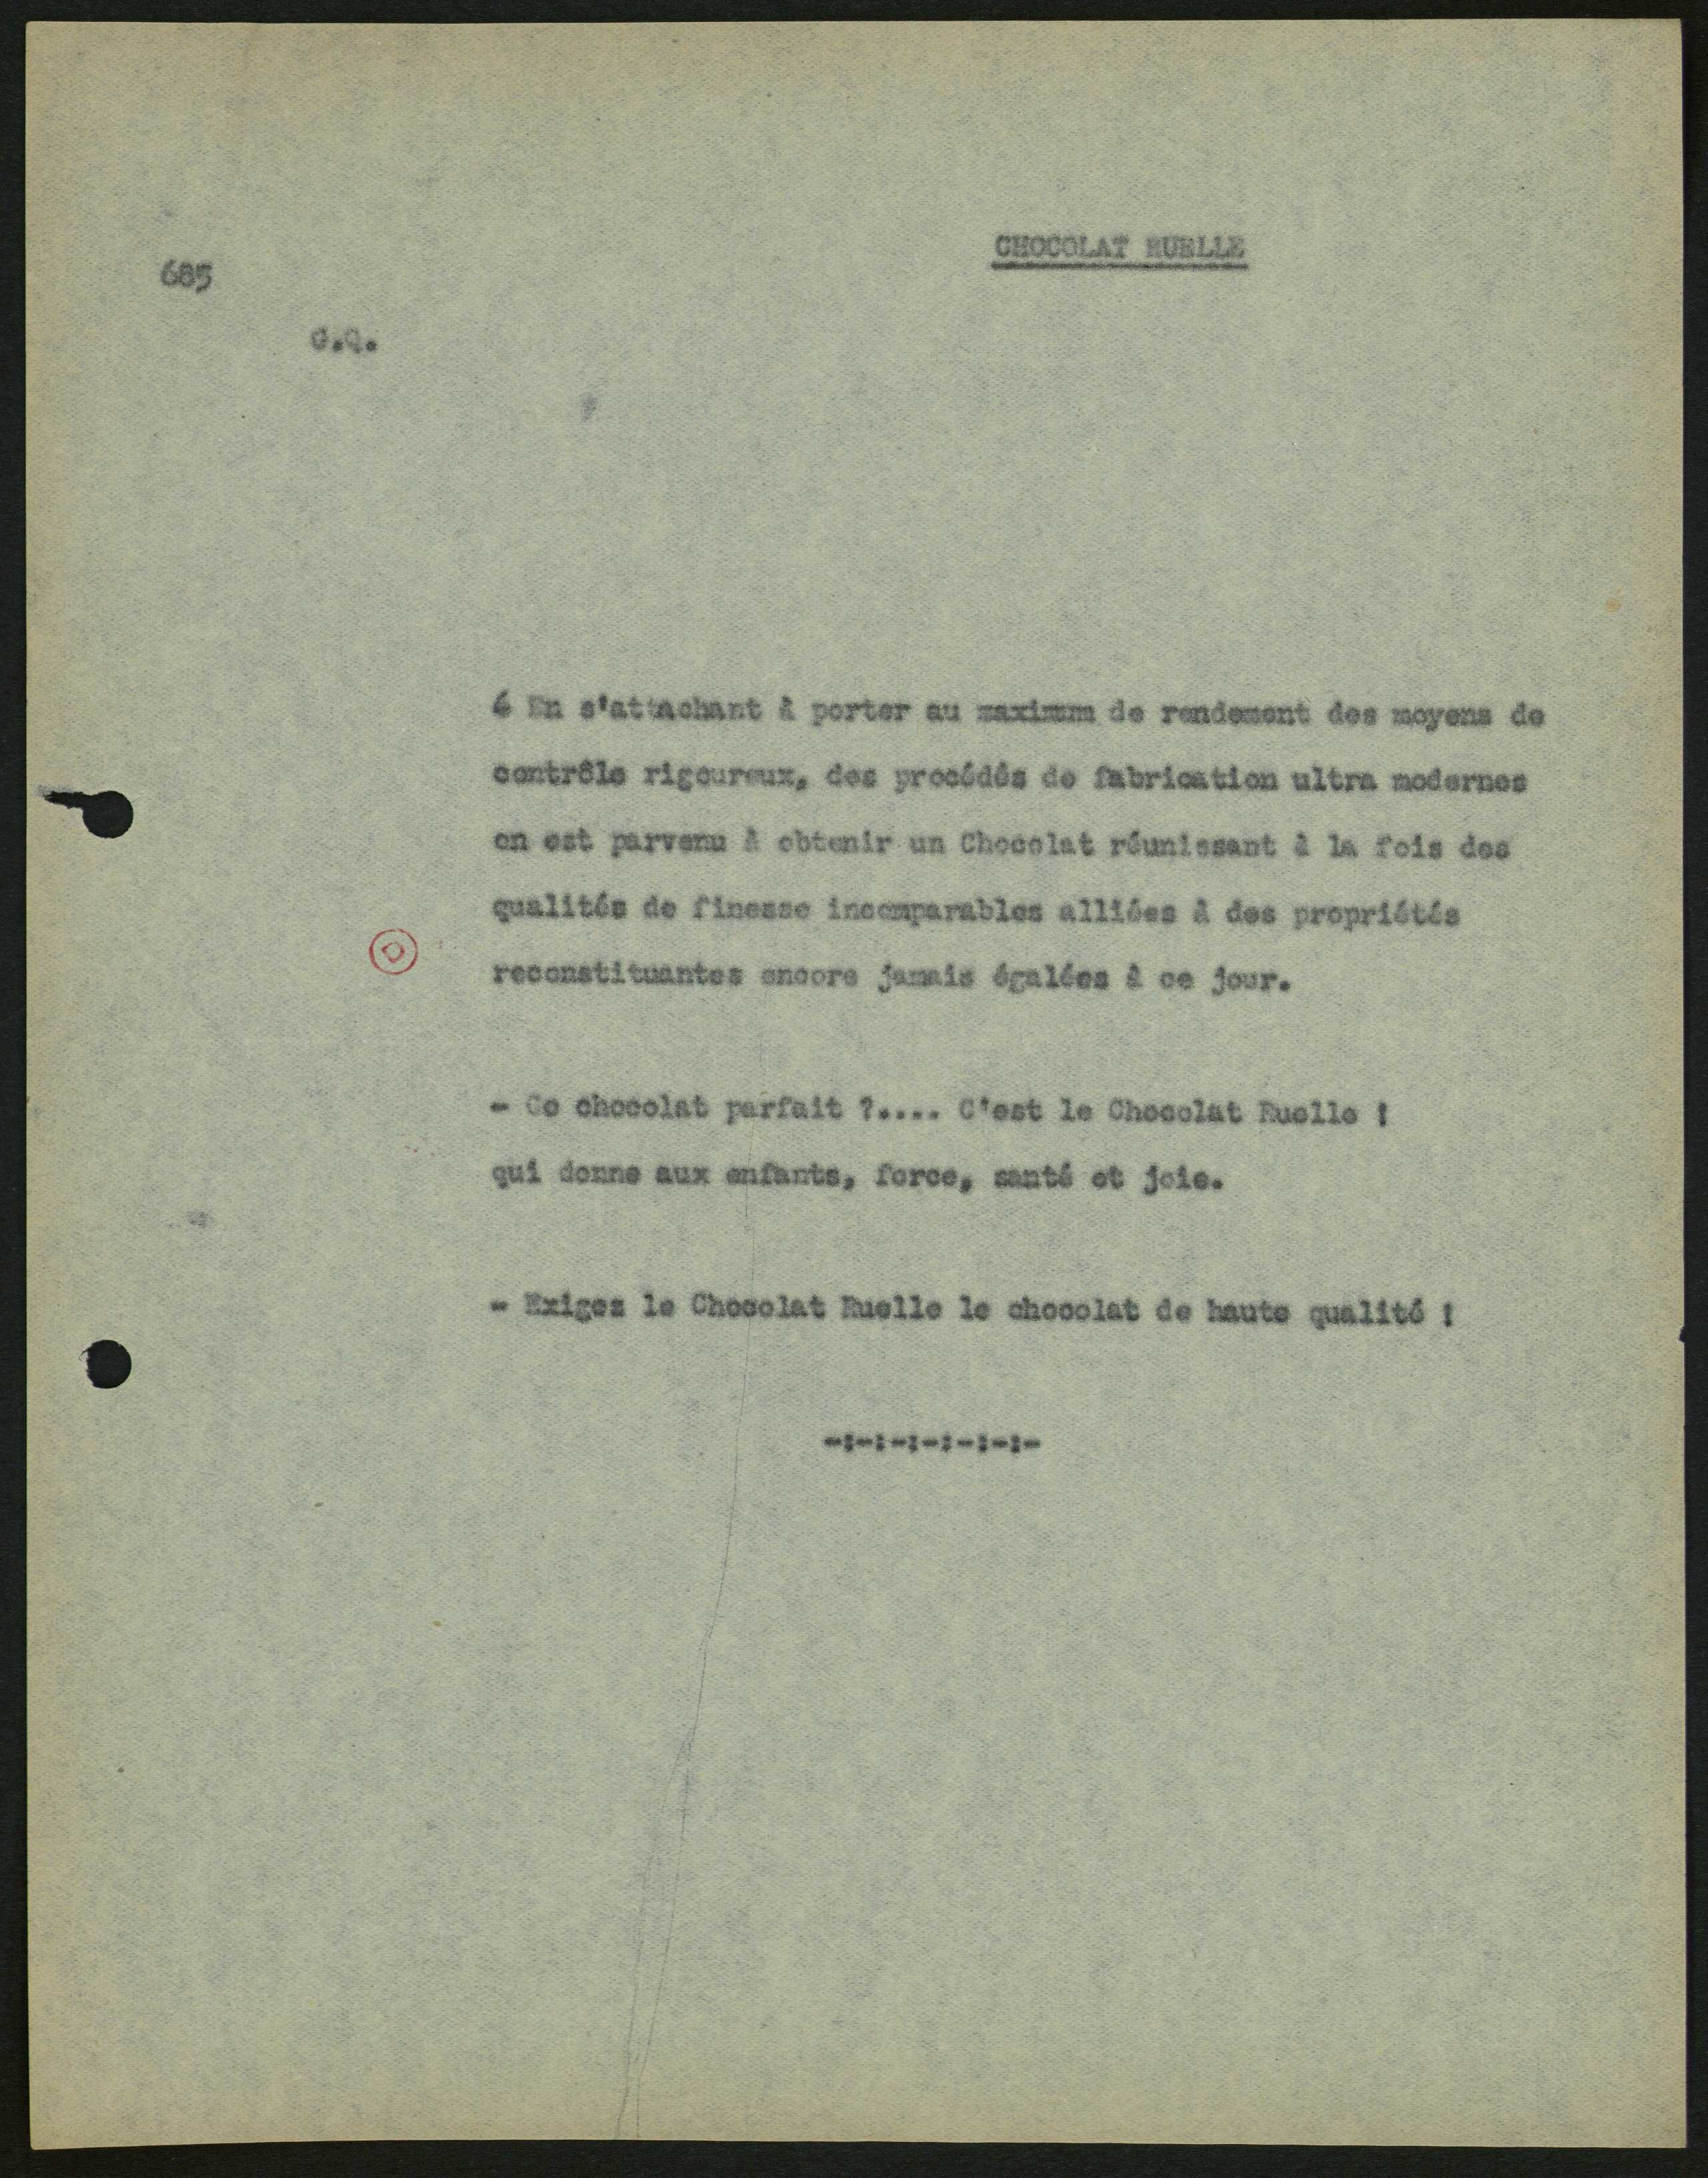 CHOCOLAT RUELLE
685
G.Q.
é En s'attachant à porter au maximum de rendement des moyens de
contrôle rigoureux, des procédés de fabrication ultra modernes
on est parvenu à obtenir un Chocolat réunissant à la fois des
qualités de finesse incomparables alliées à des propriétés
reconstituantes encore jamais égalées à ce jour.
- Ce chocolat parfait ?.... C'est le Chocolat Ruelle !
qui donne aux enfants, force, santé et joie.
- Exigez le Chocolat Ruelle le chocolat de haute qualité !
-:-:-:-:-:-:-
D